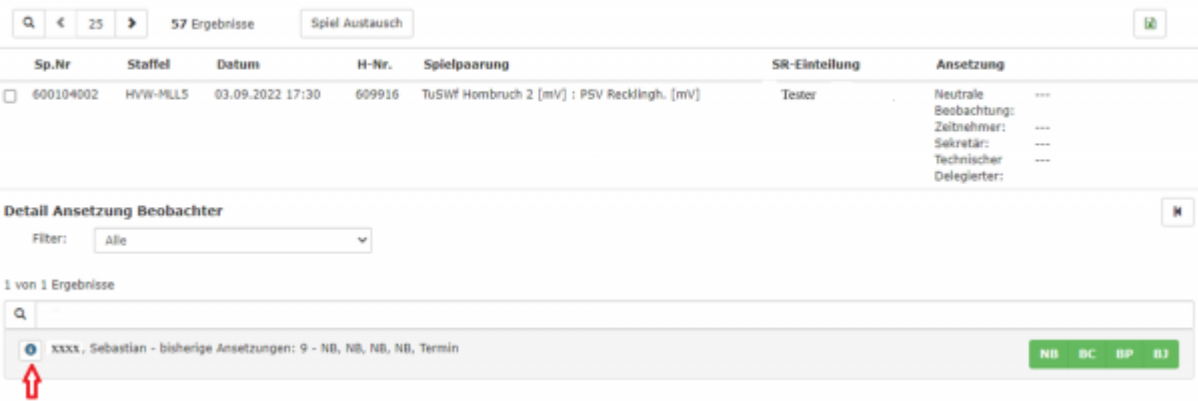 25 57 Ergebnisse Spiel Austausch
Sp.Nr Staffel Datum H-Nr. Spielpaarung SR-Einteilung Ansetzung
600104002 HVW-MLL5 03.09.2022 17:30 609916 TuSWf Hombruch 2 [mV] : PSV Recklingh. [mV] Tester Neutrale ---
Beobachtung:
Zeitnehmer: ---
Sekretär: ---
Technischer ---
Delegierter:
Detail Ansetzung Beobachter
Filter: Alle
1 von 1 Ergebnisse
xxxx, Sebastian - bisherige Ansetzungen: 9 - NB, NB, NB, NB, Termin NB BC BP BJ